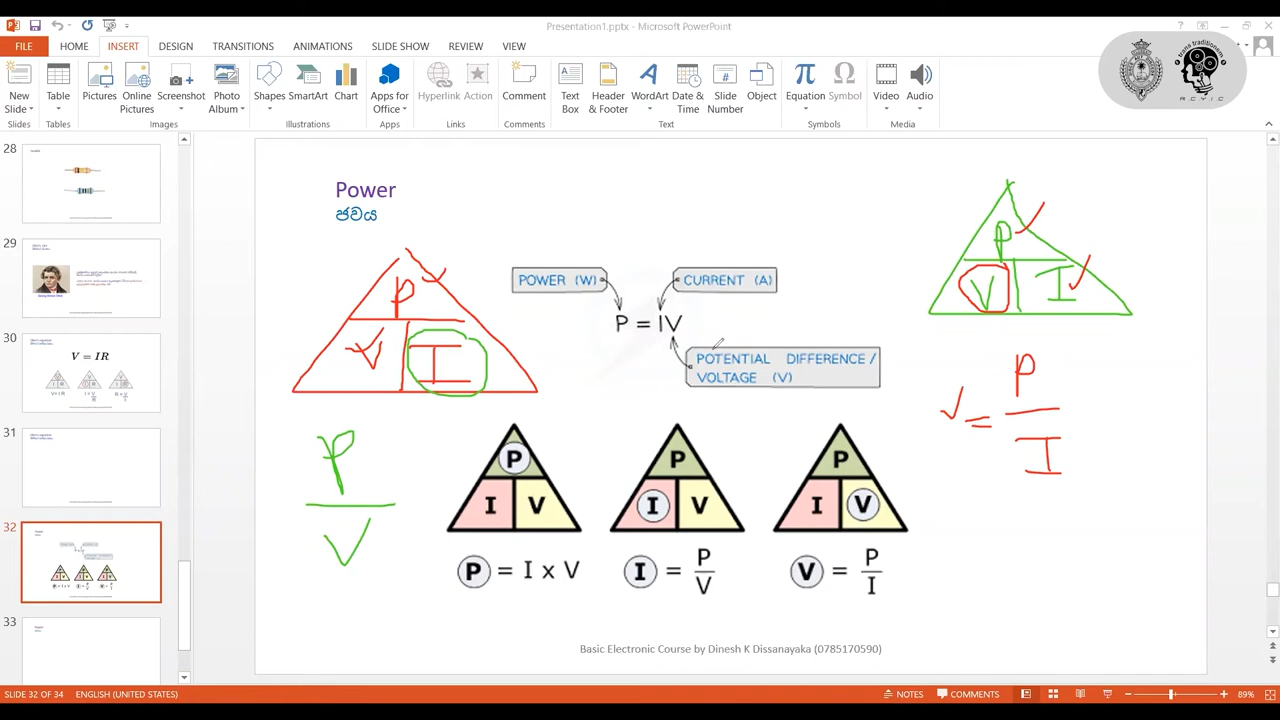 Presentation1.pptx - Microsoft PowerPoint
FILE HOME INSERT DESIGN TRANSITIONS ANIMATIONS SLIDE SHOW REVIEW VIEW
New Slide
Table
Pictures
Online Pictures
Screenshot
Photo Album
Shapes
SmartArt
Chart
Apps for Office
Hyperlink
Action
Comment
Text Box
Header & Footer
WordArt
Date & Time
Slide Number
Object
Equation
Symbol
Video
Audio
Slides
Tables
Images
Illustrations
Apps
Links
Comments
Text
Symbols
Media
R C Y I C
28
29
30
V = IR
31
32
33
Power
ජවය
POWER (W)
CURRENT (A)
P = IV
POTENTIAL DIFFERENCE /
VOLTAGE (V)
P
V I
P
V
P
V I
V = P
I
P
I V
P
I V
P
I V
P = I x V
I = P
V
V = P
I
Basic Electronic Course by Dinesh K Dissanayaka (0785170590)
SLIDE 32 OF 34
ENGLISH (UNITED STATES)
NOTES
COMMENTS
89%